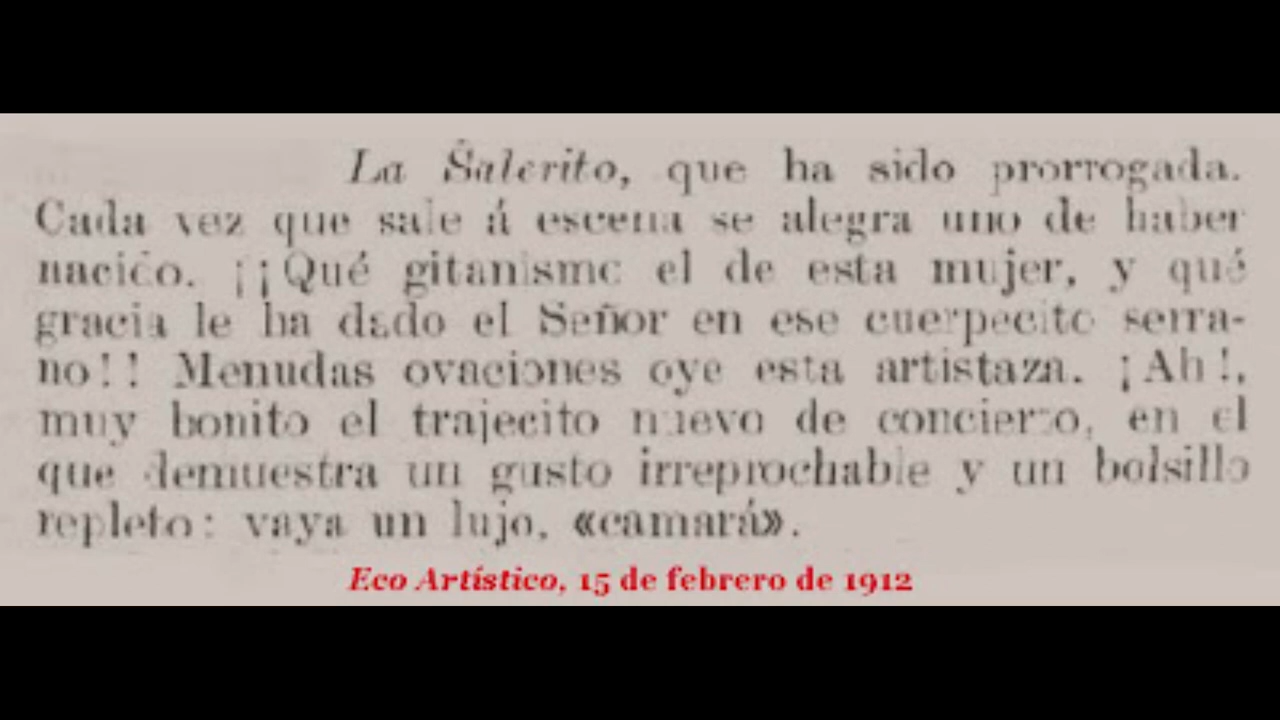 La Salerito, que ha sido prorrogada.
Cada vez que sale á escena se alegra uno de haber
nacido. ¡¡Qué gitanismo el de esta mujer, y qué
gracia le ha dado el Señor en ese cuerpecito serra-
no!! Menudas ovaciones oye esta artistaza. ¡Ah!,
muy bonito el trajecito nuevo de concierto, en el
que demuestra un gusto irreprochable y un bolsillo
repleto: vaya un lujo, «camará».
Eco Artístico, 15 de febrero de 1912